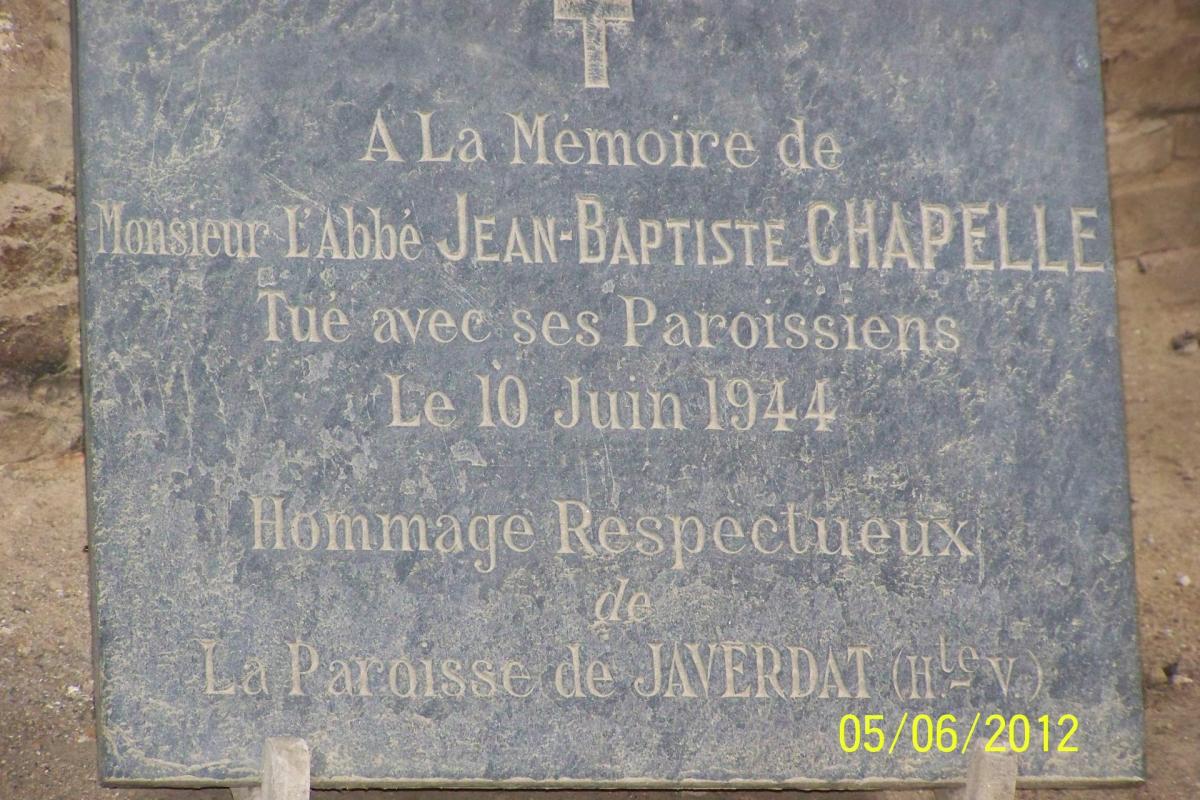 A La Mémoire de
Monsieur L'Abbé JEAN-BAPTISTE CHAPELLE
Tué avec ses Paroissiens
Le 10 Juin 1944
Hommage Respectueux
de
La Paroisse de JAVERDAT (H.te V.)
05/06/2012